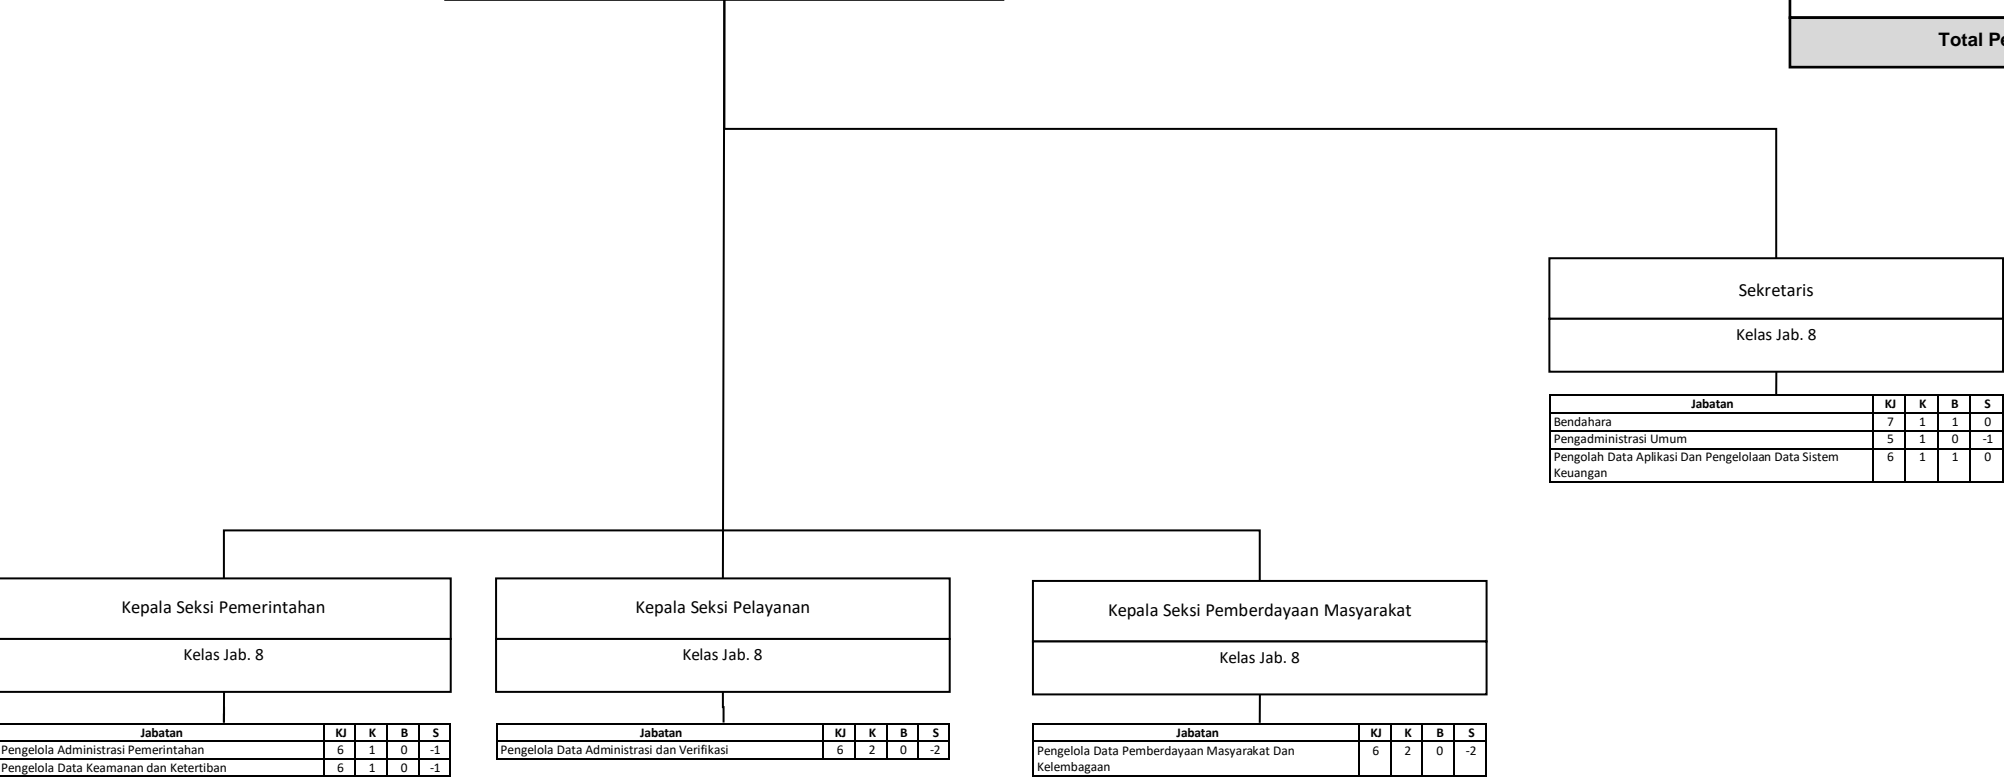 Total
Sekretaris
Kelas Jab. 8
Jabatan KJ K B S
Bendahara 7 1 1 0
Pengadministrasi Umum 5 1 0 -1
Pengolah Data Aplikasi Dan Pengelolaan Data Sistem 6 1 1 0
Keuangan
Kepala Seksi Pemerintahan
Kelas Jab. 8
Jabatan KJ K B S
Pengelola Administrasi Pemerintahan 6 1 0 -1
Pengelola Data Keamanan dan Ketertiban 6 1 0 -1
Kepala Seksi Pelayanan
Kelas Jab. 8
Jabatan KJ K B S
Pengelola Data Administrasi dan Verifikasi 6 2 0 -2
Kepala Seksi Pemberdayaan Masyarakat
Kelas Jab. 8
Jabatan KJ K B S
Pengelola Data Pemberdayaan Masyarakat Dan 6 2 0 -2
Kelembagaan